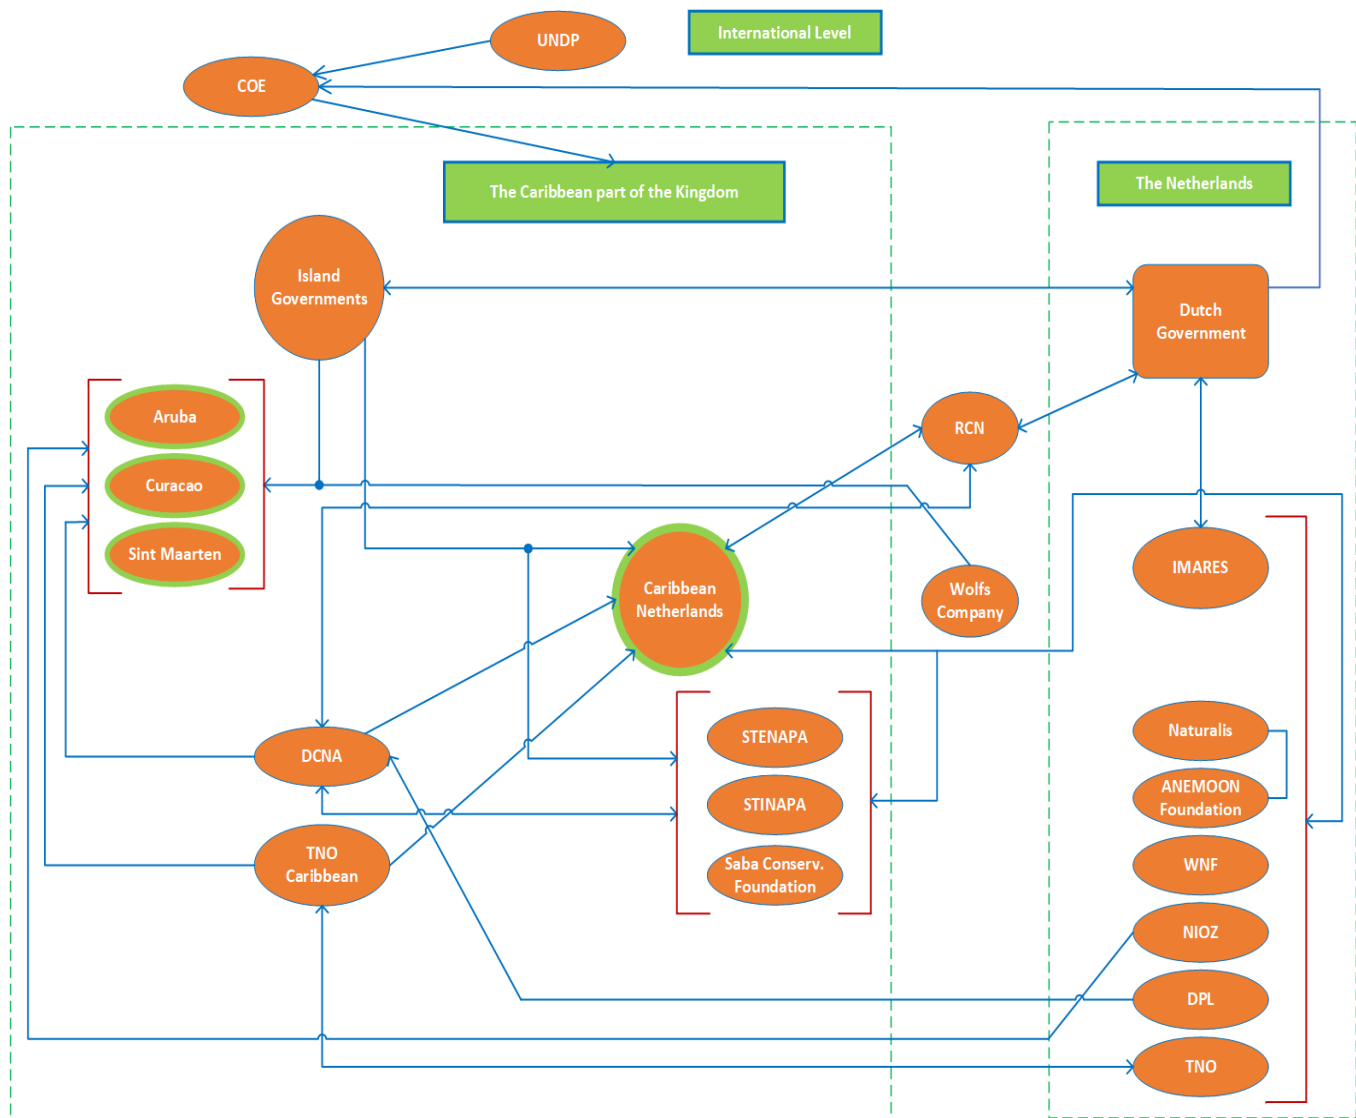 UNDP
International Level
COE
The Caribbean part of the Kingdom
The Netherlands
Island
Governments
Dutch
Government
Aruba
RCN
Curacao
Sint Maarten
IMARES
Caribbean
Netherlands
Wolfs
Company
STENAPA
Naturalis
DCNA
STINAPA
ANEMOON
Foundation
TNO
Caribbean
Saba Conserv.
Foundation
WNF
NIOZ
DPL
TNO